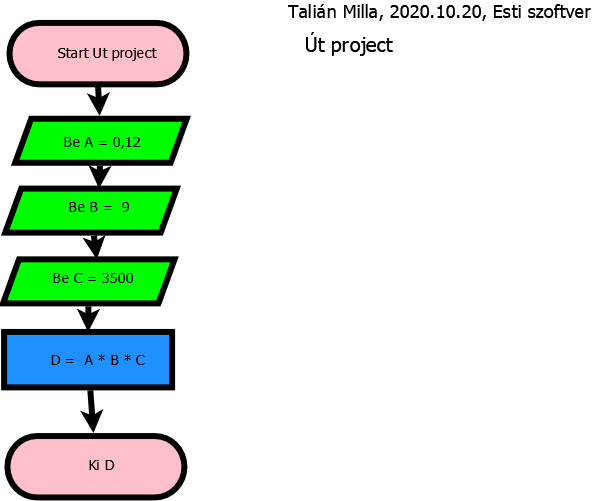 Talián Milla, 2020.10.20, Esti szoftver
Út project
Start Ut project
Be A = 0,12
Be B =  9
Be C = 3500
D =  A * B * C
Ki D